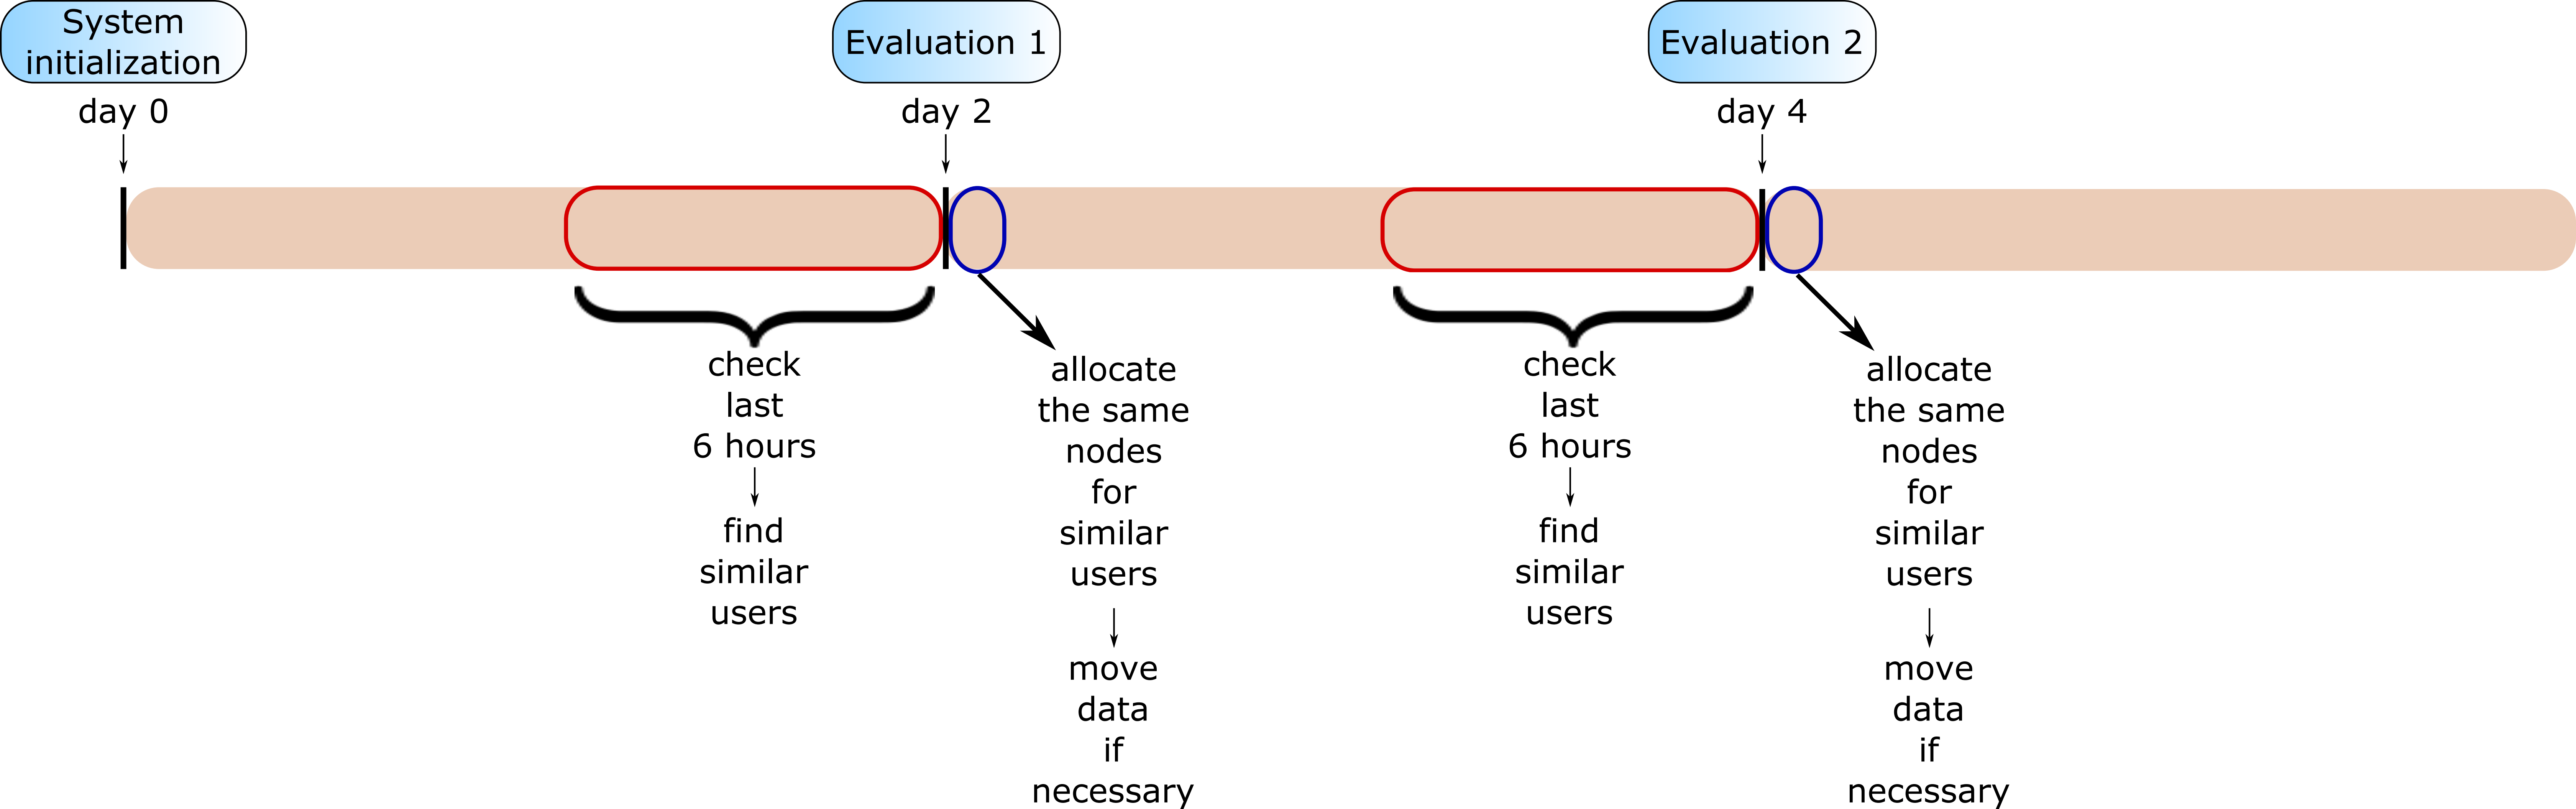 System
initialization
day 0
Evaluation 1
day 2
Evaluation 2
day 4
check
last
6 hours
find
similar
users
allocate
the same
nodes
for
similar
users
move
data
if
necessary
check
last
6 hours
find
similar
users
allocate
the same
nodes
for
similar
users
move
data
if
necessary